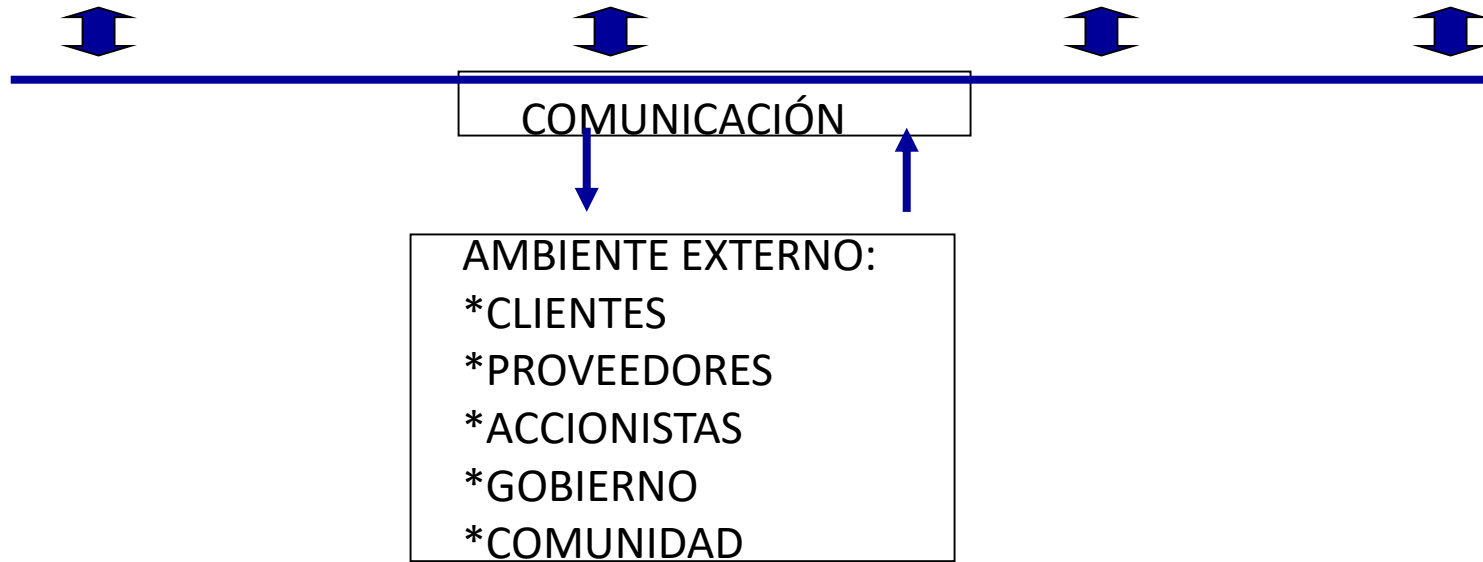 COMUNICACIÓN
AMBIENTE EXTERNO:
*CLIENTES
*PROVEEDORES
*ACCIONISTAS
*GOBIERNO
*COMUNIDAD